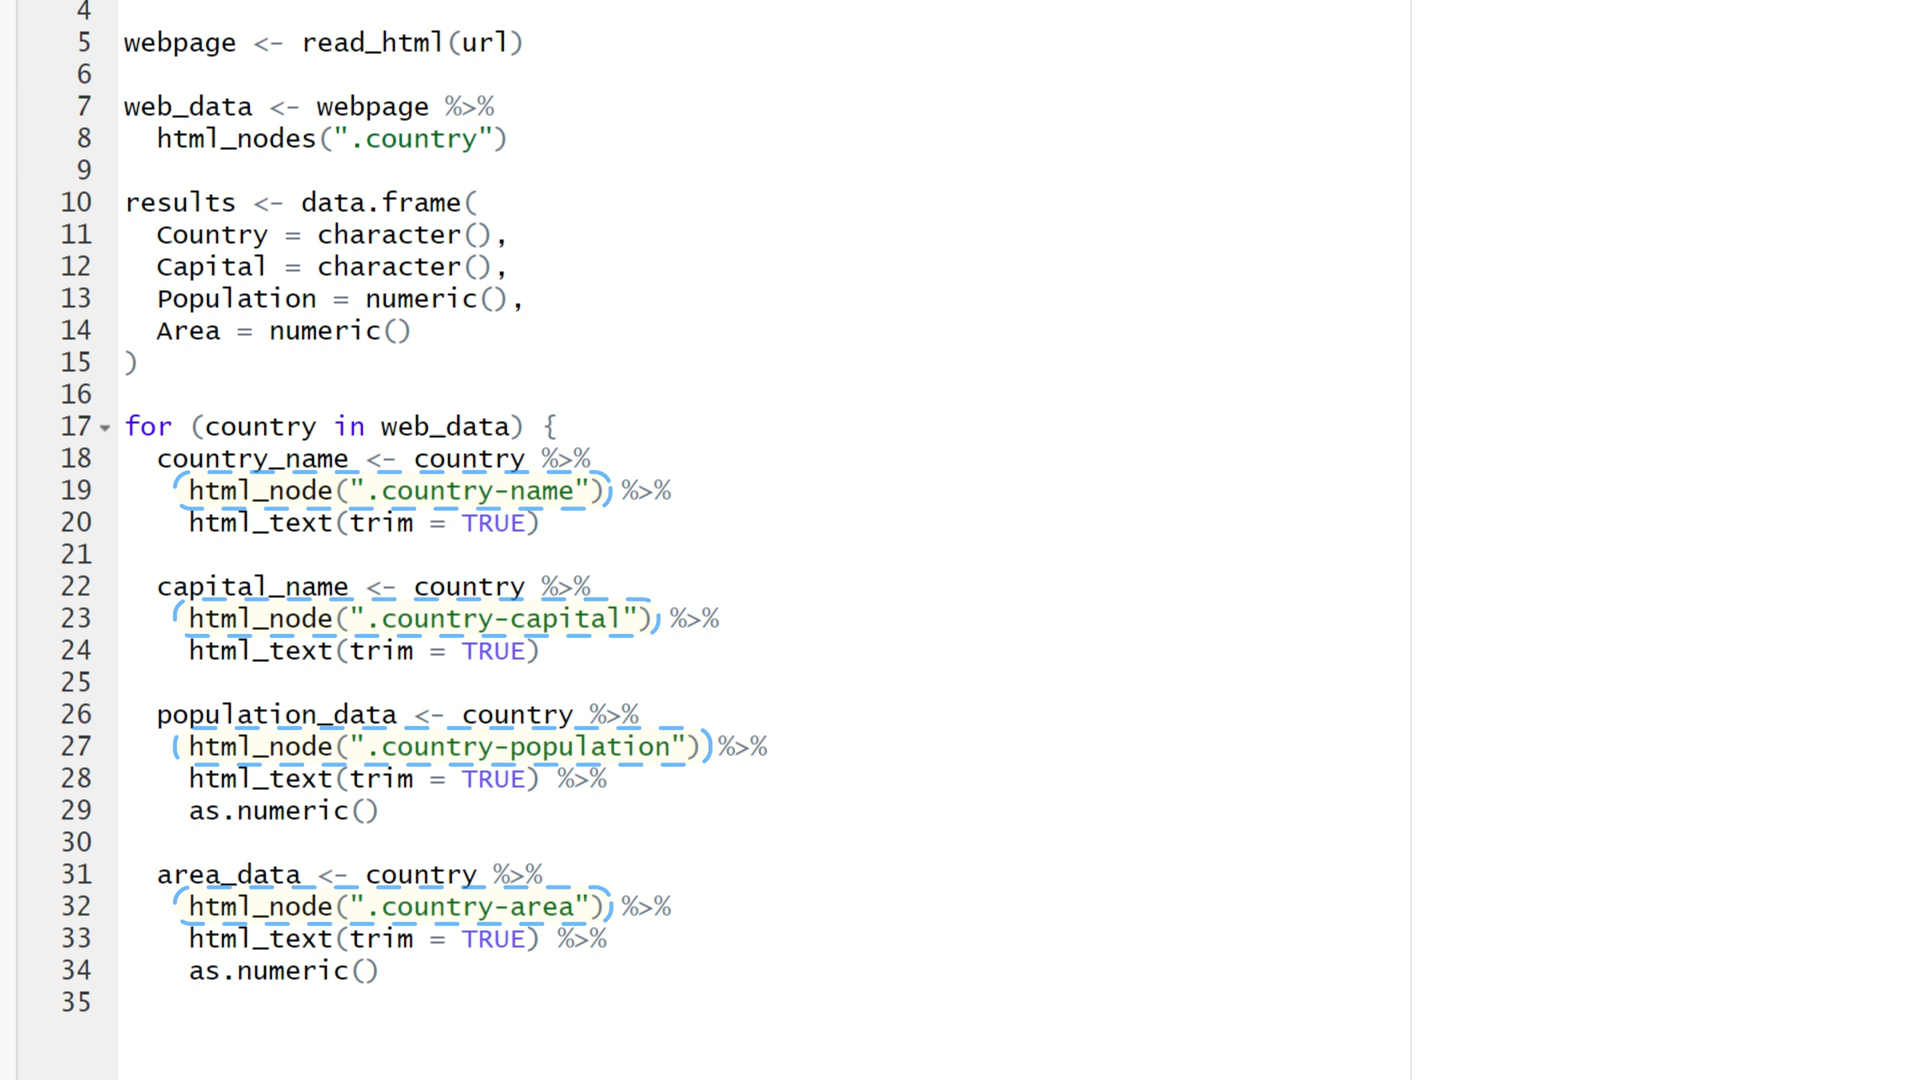 4
5 webpage <- read_html(url)
6
7 web_data <- webpage %>%
8   html_nodes(".country")
9
10 results <- data.frame(
11   Country = character(),
12   Capital = character(),
13   Population = numeric(),
14   Area = numeric()
15 )
16
17 for (country in web_data) {
18   country_name <- country %>%
19     html_node(".country-name") %>%
20     html_text(trim = TRUE)
21
22   capital_name <- country %>%
23     html_node(".country-capital") %>%
24     html_text(trim = TRUE)
25
26   population_data <- country %>%
27     html_node(".country-population") %>%
28     html_text(trim = TRUE) %>%
29     as.numeric()
30
31   area_data <- country %>%
32     html_node(".country-area") %>%
33     html_text(trim = TRUE) %>%
34     as.numeric()
35